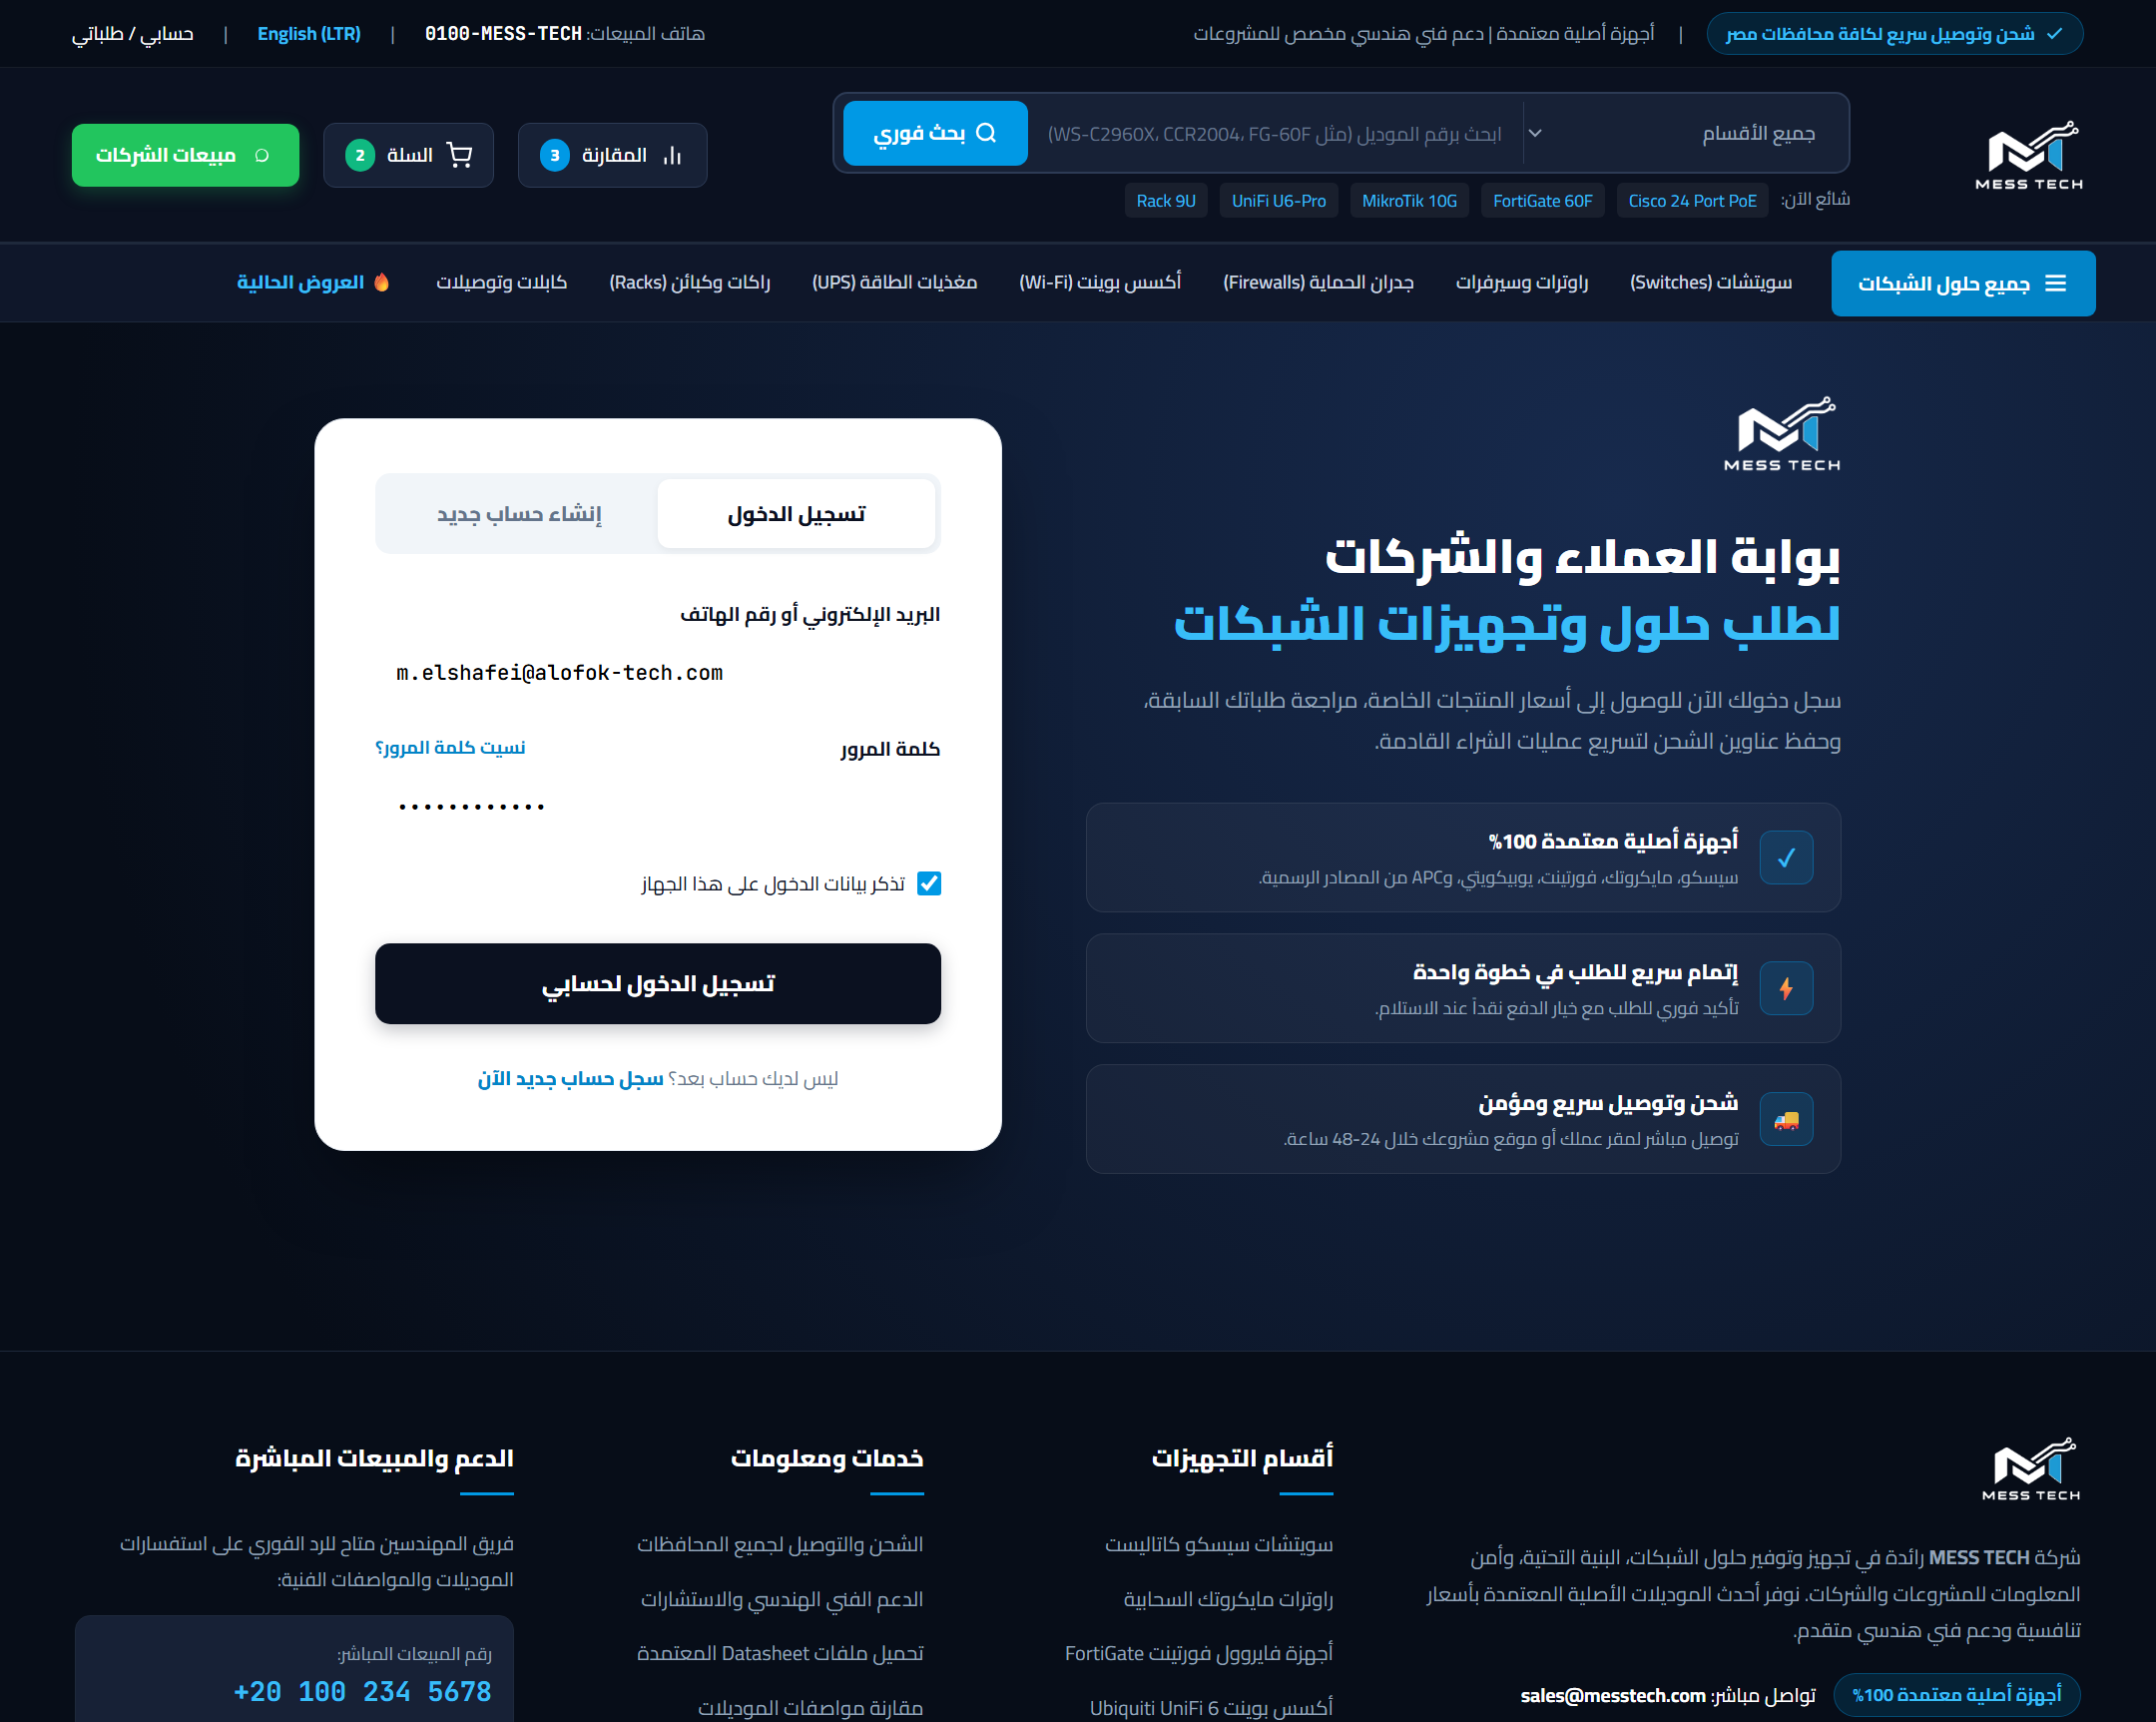 شحن وتوصيل سريع لكافة محافظات مصر | أجهزة أصلية معتمدة | دعم فني هندسي مخصص للمشروعات
هاتف المبيعات: 0100-MESS-TECH | English (LTR) | حسابي / طلباتي
MESS TECH
جميع الأقسام
ابحث برقم الموديل (مثل WS-C2960X، CCR2004، FG-60F)
بحث فوري
المقارنة 3
السلة 2
مبيعات الشركات
شائع الآن: Cisco 24 Port PoE FortiGate 60F MikroTik 10G UniFi U6-Pro Rack 9U
جميع حلول الشبكات
سويتشات (Switches)
راوترات وسيرفرات
جدران الحماية (Firewalls)
أكسس بوينت (Wi-Fi)
مغذيات الطاقة (UPS)
راكات وكبائن (Racks)
كابلات وتوصيلات
العروض الحالية
MESS TECH
بوابة العملاء والشركات
لطلب حلول وتجهيزات الشبكات
سجل دخولك الآن للوصول إلى أسعار المنتجات الخاصة، مراجعة طلباتك السابقة،
وحفظ عناوين الشحن لتسريع عمليات الشراء القادمة.
أجهزة أصلية معتمدة 100%
سيسكو، مايكروتك، فورتينت، يوبيكويتي، وAPC من المصادر الرسمية.
إتمام سريع للطلب في خطوة واحدة
تأكيد فوري للطلب مع خيار الدفع نقداً عند الاستلام.
شحن وتوصيل سريع ومؤمن
توصيل مباشر لمقر عملك أو موقع مشروعك خلال 24-48 ساعة.
تسجيل الدخول
إنشاء حساب جديد
البريد الإلكتروني أو رقم الهاتف
m.elshafei@alofok-tech.com
كلمة المرور
نسيت كلمة المرور؟
••••••••••••
تذكر بيانات الدخول على هذا الجهاز
تسجيل الدخول لحسابي
ليس لديك حساب بعد؟ سجل حساب جديد الآن
MESS TECH
شركة MESS TECH رائدة في تجهيز وتوفير حلول الشبكات، البنية التحتية، وأمن
المعلومات للمشروعات والشركات. نوفر أحدث الموديلات الأصلية المعتمدة بأسعار
تنافسية ودعم فني هندسي متقدم.
أجهزة أصلية معتمدة 100%
تواصل مباشر: sales@messtech.com
أقسام التجهيزات
سويتشات سيسكو كاتاليست
راوترات مايكروتك السحابية
أجهزة فايروول فورتينت FortiGate
أكسس بوينت Ubiquiti UniFi 6
خدمات ومعلومات
الشحن والتوصيل لجميع المحافظات
الدعم الفني الهندسي والاستشارات
تحميل ملفات Datasheet المعتمدة
مقارنة مواصفات الموديلات
الدعم والمبيعات المباشرة
فريق المهندسين متاح للرد الفوري على استفسارات
الموديلات والمواصفات الفنية:
رقم المبيعات المباشر:
+20 100 234 5678